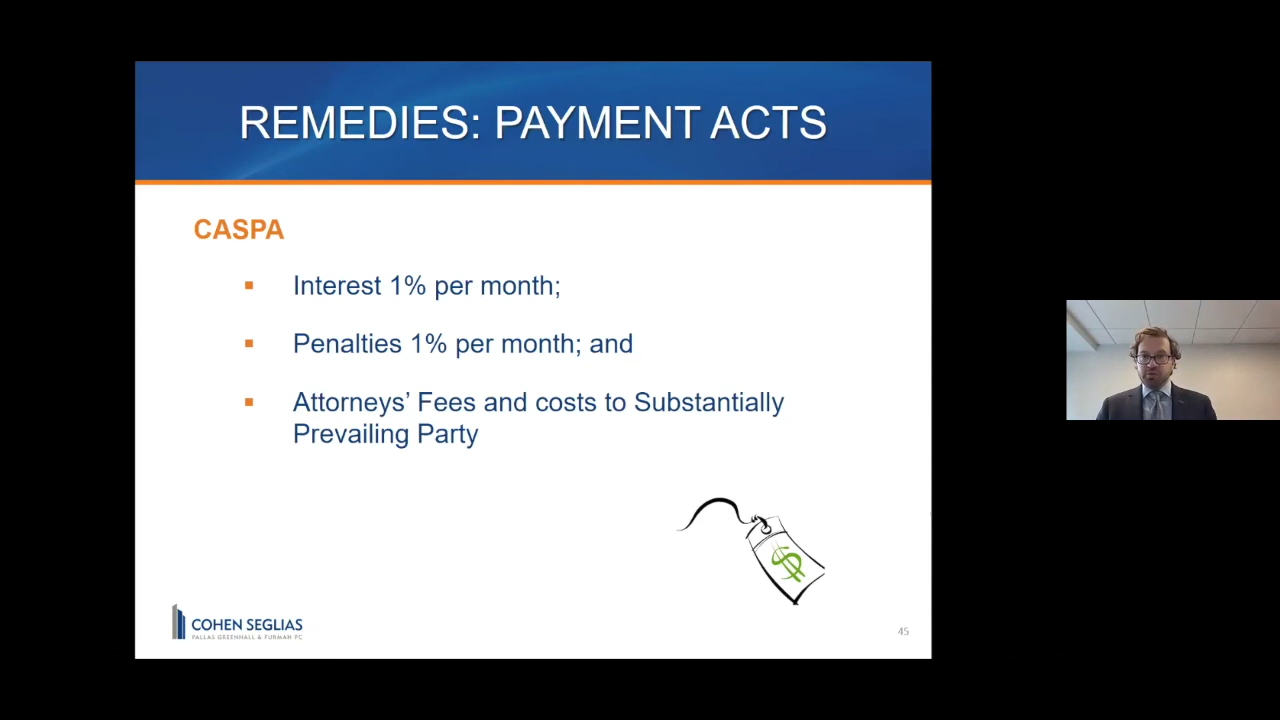 REMEDIES: PAYMENT ACTS
CASPA
Interest 1% per month;
Penalties 1% per month; and
Attorneys’ Fees and costs to Substantially
Prevailing Party
$
COHEN SEGLIAS
PALLAS GREENHALL & FURMAN PC
45